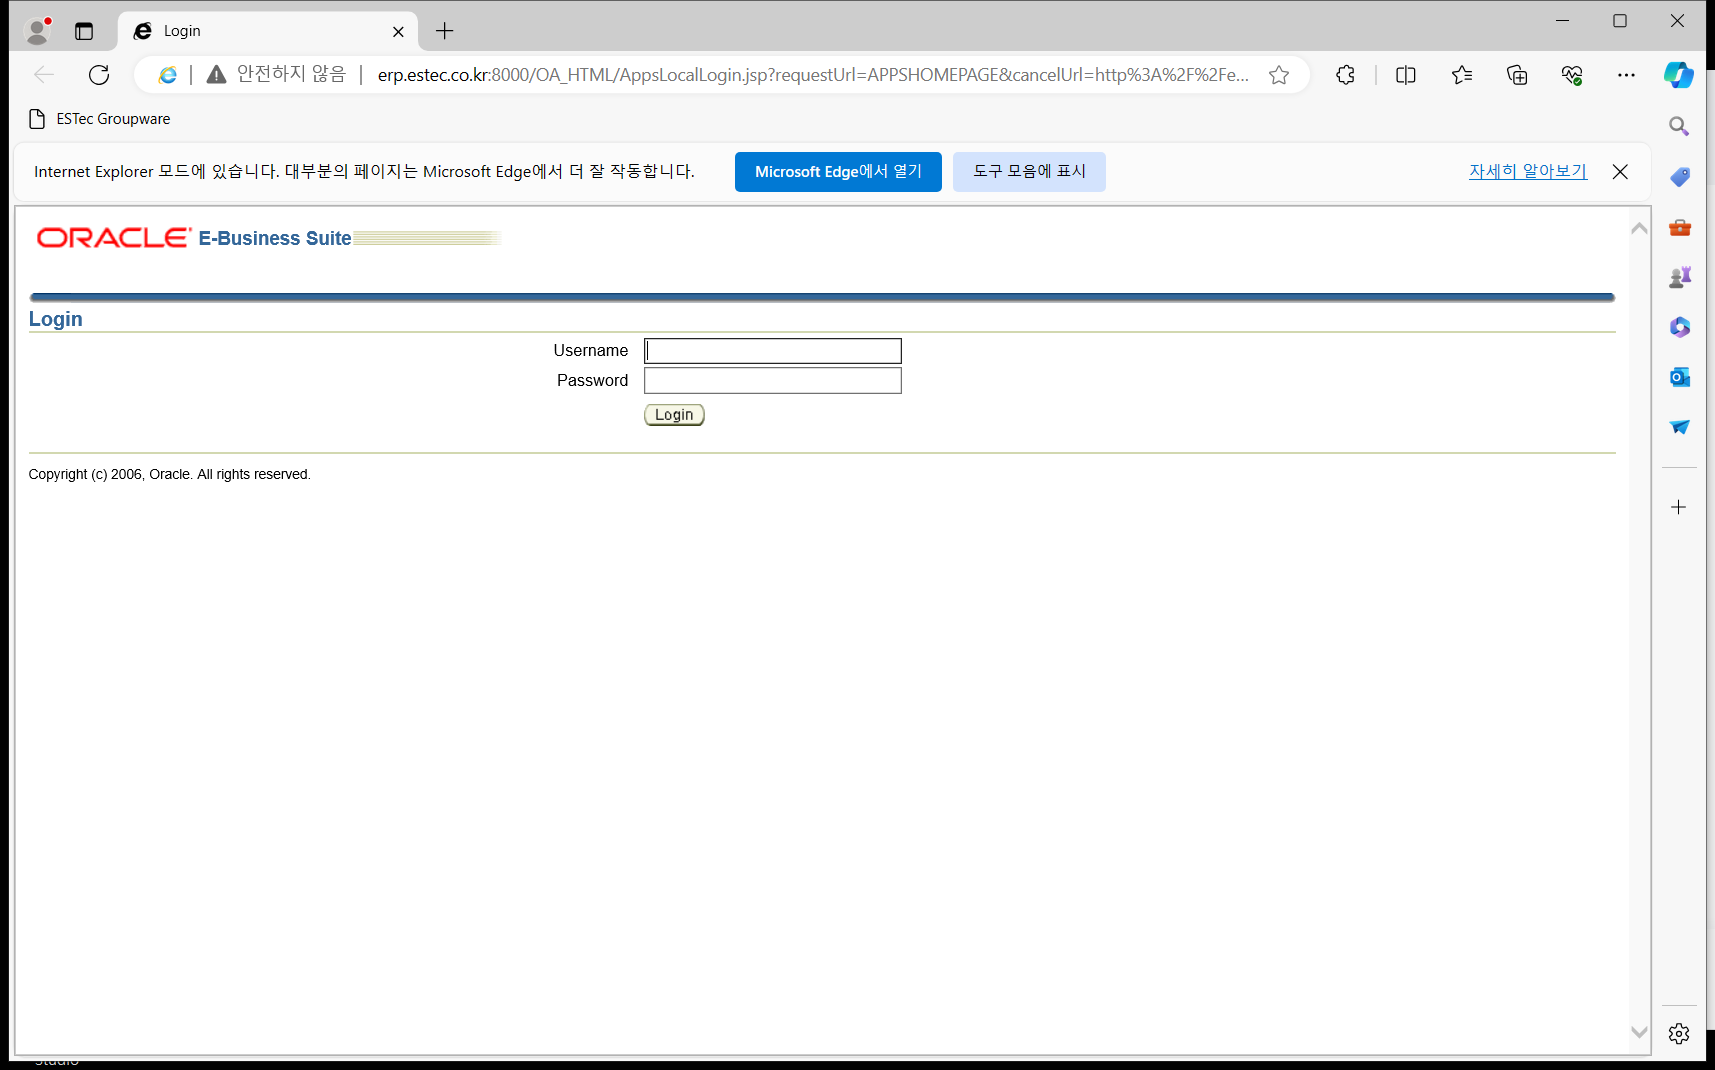 Login
안전하지 않음
erp.estec.co.kr:8000/OA_HTML/AppsLocalLogin.jsp?requestUrl=APPSHOMEPAGE&cancelUrl=http%3A%2F%2Fe...
ESTec Groupware
Internet Explorer 모드에 있습니다. 대부분의 페이지는 Microsoft Edge에서 더 잘 작동합니다.
Microsoft Edge에서 열기
도구 모음에 표시
자세히 알아보기
ORACLE E-Business Suite
Login
Username
Password
Login
Copyright (c) 2006, Oracle. All rights reserved.
studio